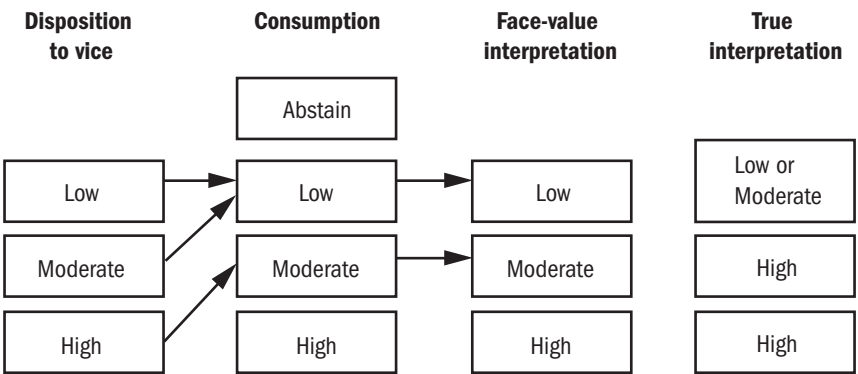 Disposition
to vice
Consumption
Face-value
interpretation
True
interpretation
Abstain
Low
Low
Low
Low or
Moderate
Moderate
Moderate
Moderate
High
High
High
High
High